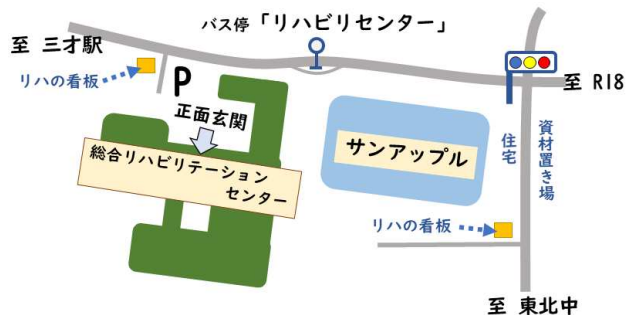 バス停「リハビリセンター」
至 三才駅
リハの看板
P
至 R18
正面玄関
総合リハビリテーション
センター
サンアップル
住宅
資材置き場
リハの看板
至 東北中